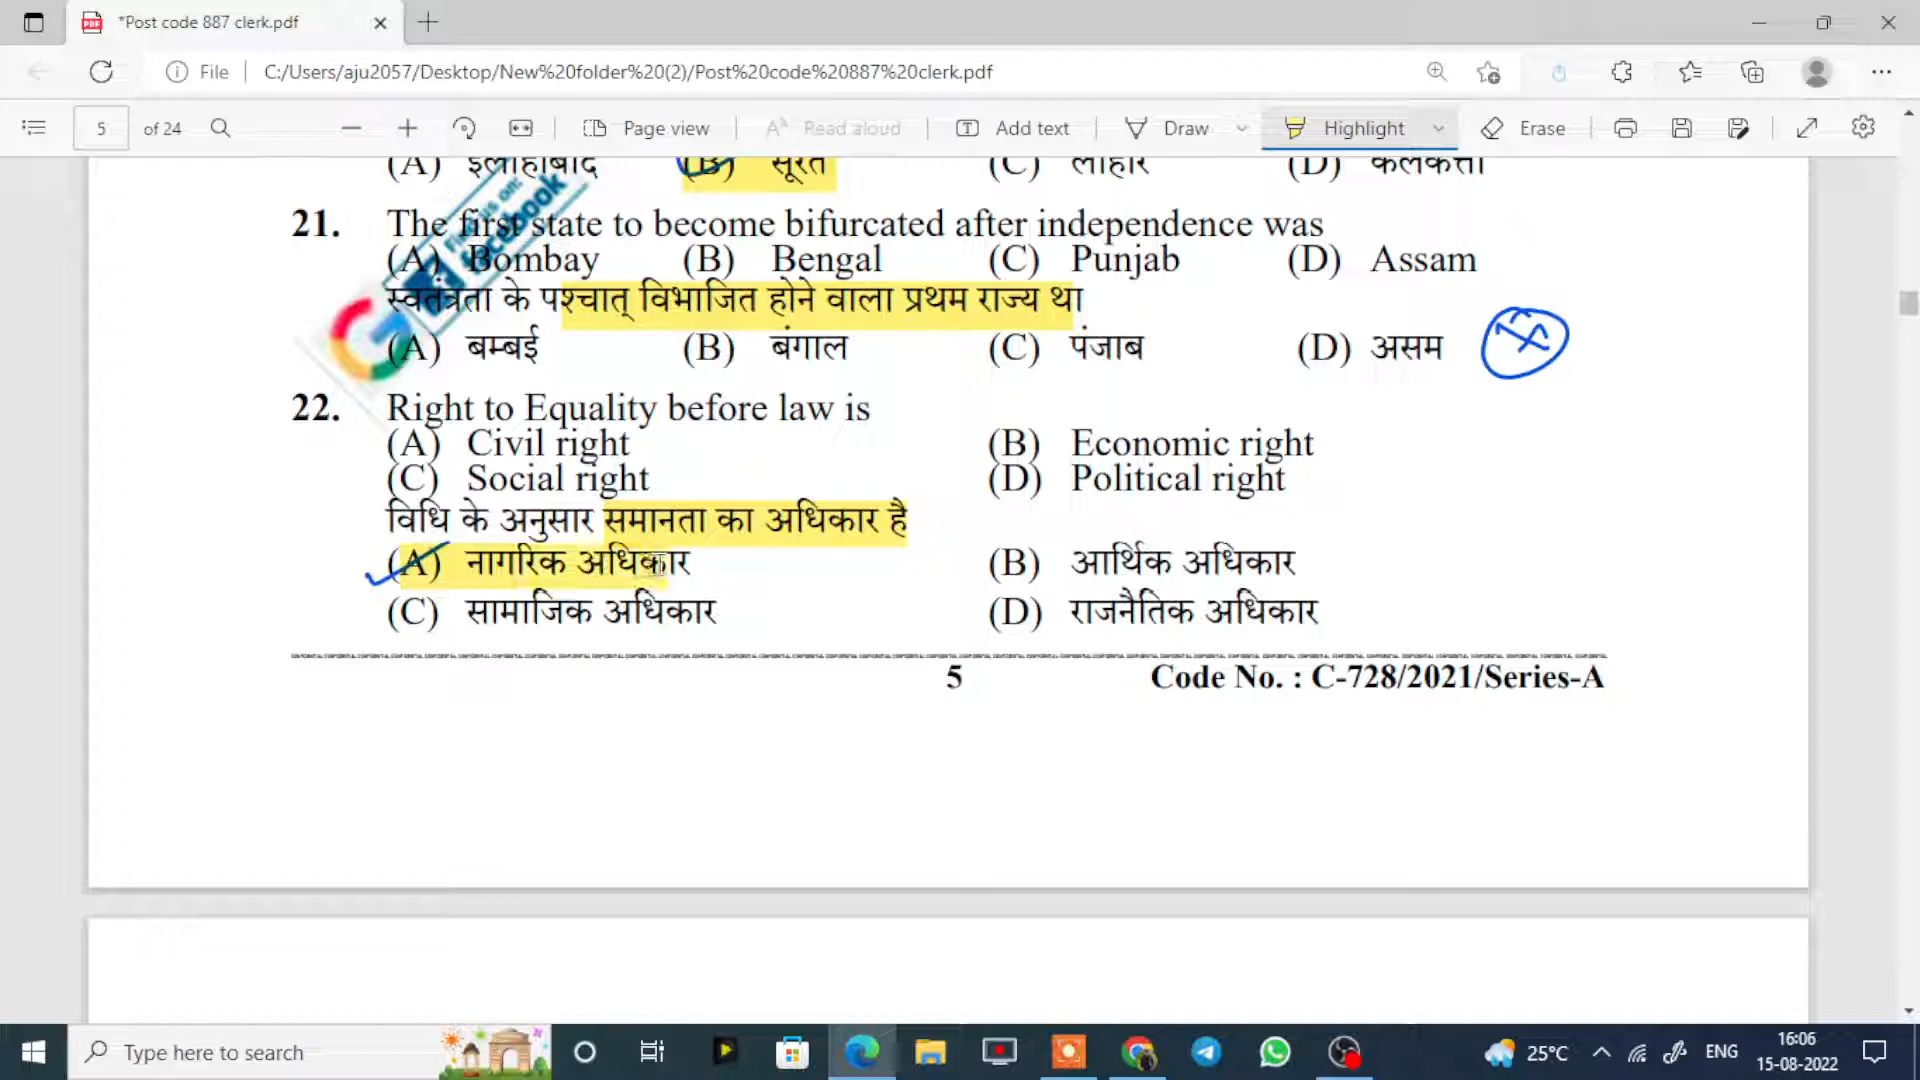 *Post code 887 clerk.pdf
File C:/Users/aju2057/Desktop/New%20folder%20(2)/Post%20code%20887%20clerk.pdf
5 of 24 Page view Read aloud Add text Draw Highlight Erase
(A) इलाहाबाद (B) सूरत (C) लाहौर (D) कलकत्ता
21. The first state to become bifurcated after independence was
(A) Bombay (B) Bengal (C) Punjab (D) Assam
स्वतंत्रता के पश्चात् विभाजित होने वाला प्रथम राज्य था
(A) बम्बई (B) बंगाल (C) पंजाब (D) असम
Find us on:
facebook
22. Right to Equality before law is
(A) Civil right (B) Economic right
(C) Social right (D) Political right
विधि के अनुसार समानता का अधिकार है
(A) नागरिक अधिकार (B) आर्थिक अधिकार
(C) सामाजिक अधिकार (D) राजनैतिक अधिकार
5 Code No. : C-728/2021/Series-A
Type here to search 25°C ENG 16:06
15-08-2022